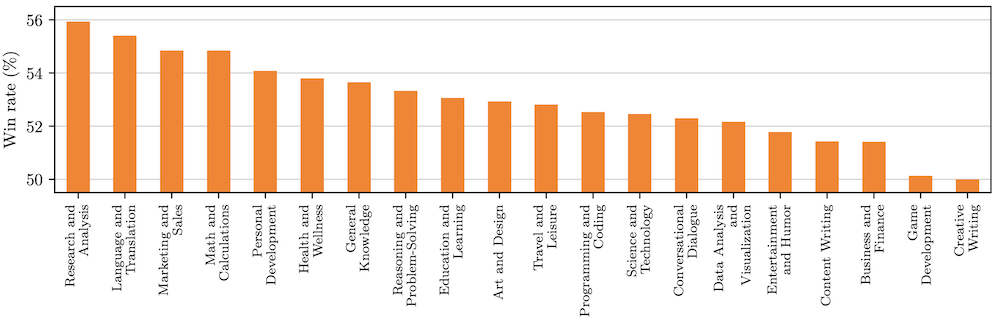 Win rate (%)
56
54
52
50
Research and
Analysis
Language and
Translation
Marketing and
Sales
Math and
Calculations
Personal
Development
Health and
Wellness
General
Knowledge
Reasoning and
Problem-Solving
Education and
Learning
Art and Design
Travel and
Leisure
Programming and
Coding
Science and
Technology
Conversational
Dialogue
Data Analysis
and
Visualization
Entertainment
and Humor
Content Writing
Business and
Finance
Game
Development
Creative
Writing